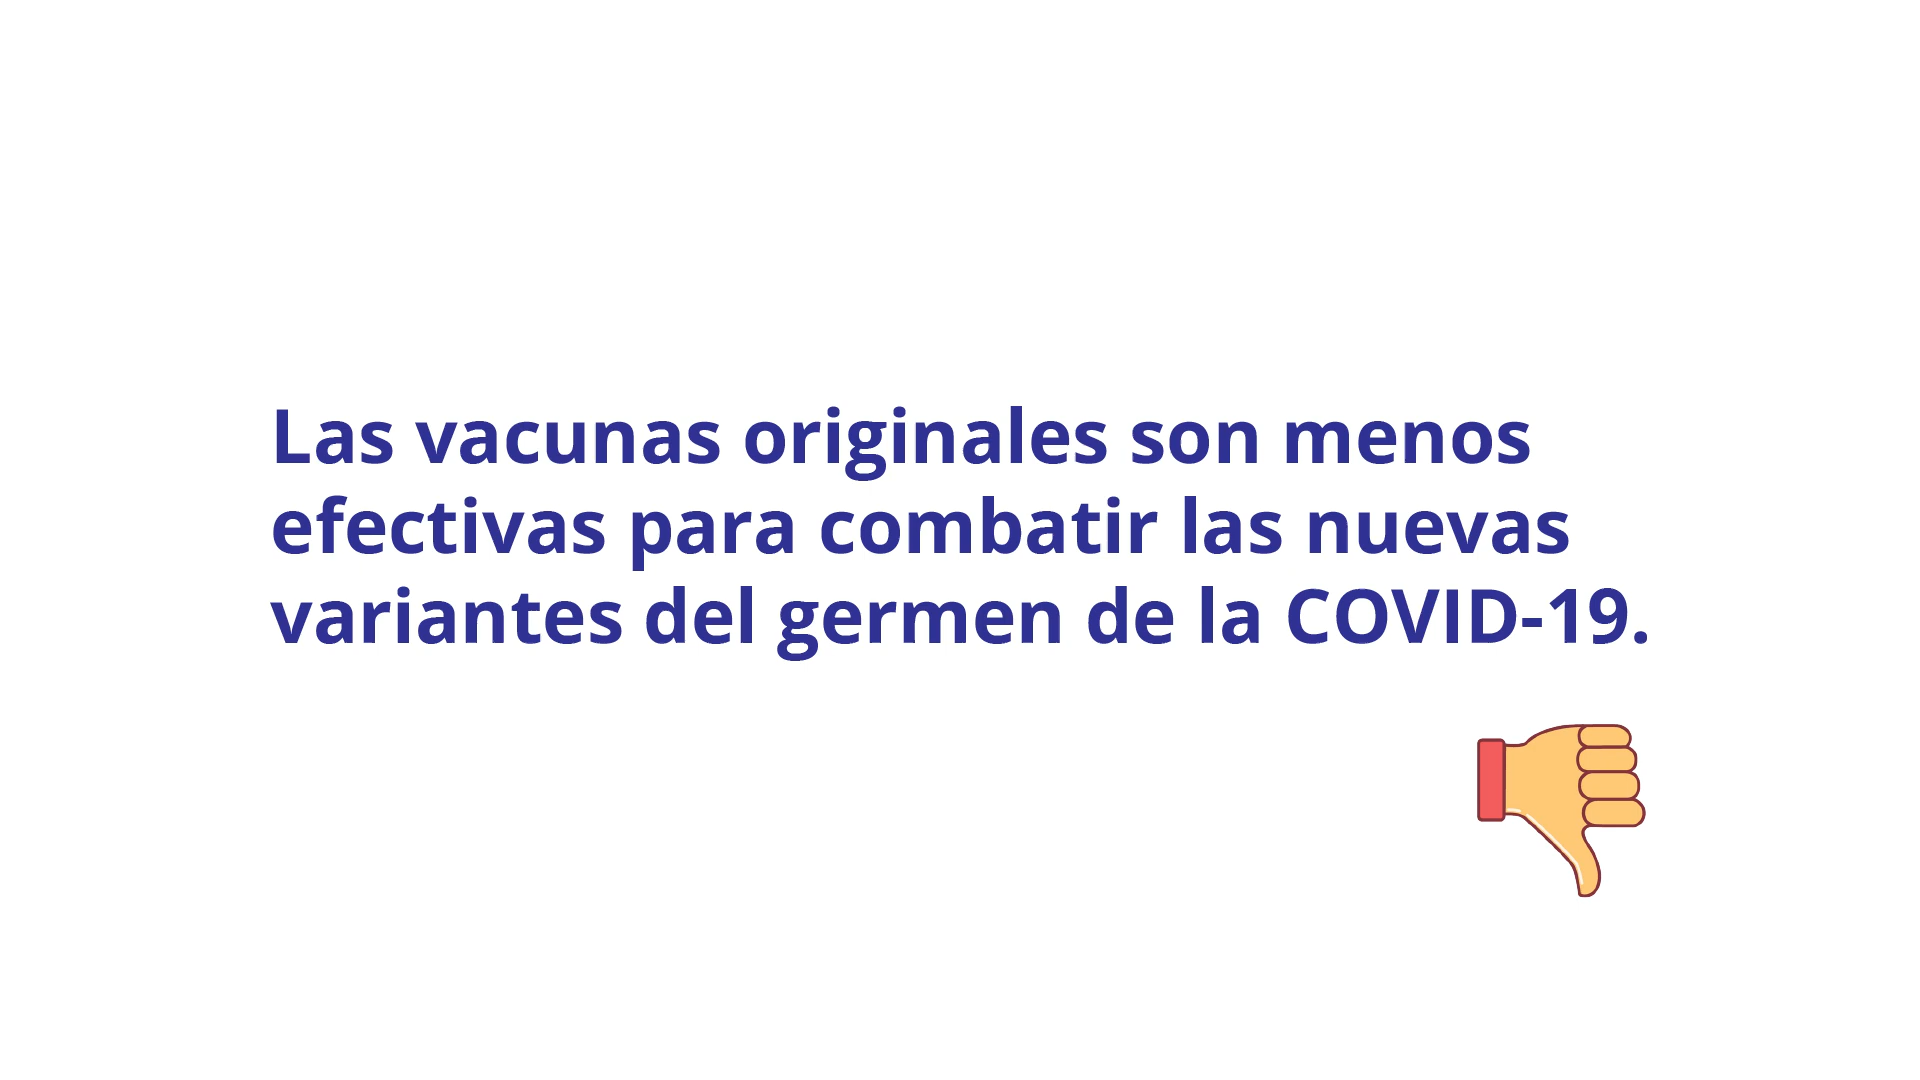 Las vacunas originales son menos
efectivas para combatir las nuevas
variantes del germen de la COVID-19.